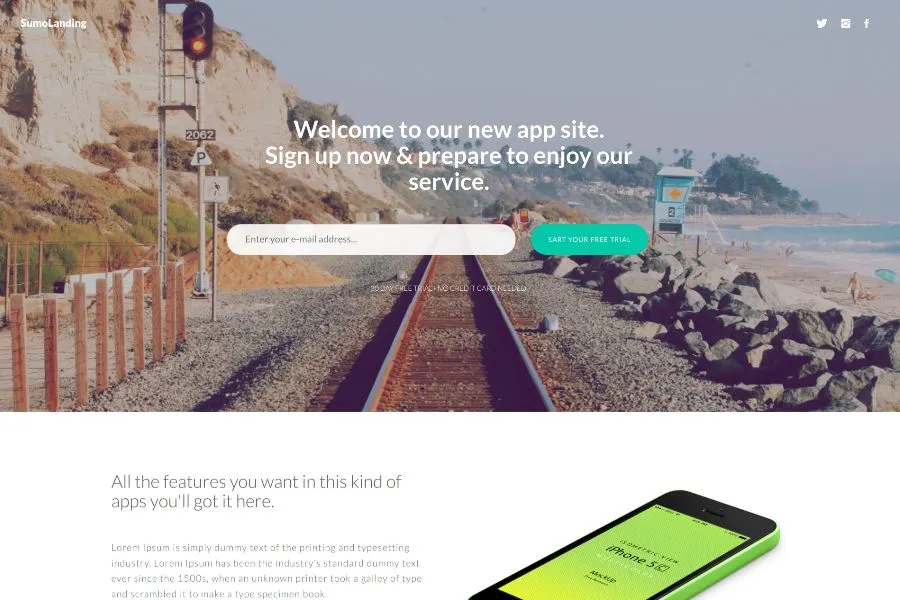 SumoLanding
2062
P
Welcome to our new app site.
Sign up now & prepare to enjoy our
service.
Enter your e-mail address...
SART YOUR FREE TRIAL
30 DAY FREE TRIAL - NO CREDIT CARD NEEDED
All the features you want in this kind of
apps you'll got it here.
Lorem Ipsum is simply dummy text of the printing and typesetting
industry. Lorem Ipsum has been the industry's standard dummy text
ever since the 1500s, when an unknown printer took a galley of type
and scrambled it to make a type specimen book.
ISOMETRIC VIEW
iPhone 5
MockUp